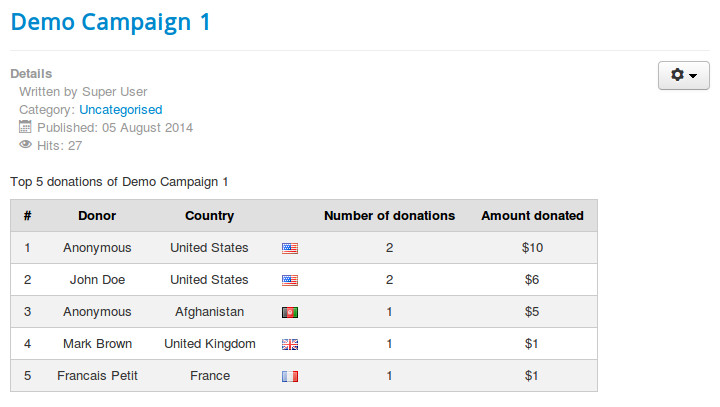 Demo Campaign 1
Details
Written by Super User
Category: Uncategorised
Published: 05 August 2014
Hits: 27
Top 5 donations of Demo Campaign 1
# Donor Country Number of donations Amount donated
1 Anonymous United States 2 $10
2 John Doe United States 2 $6
3 Anonymous Afghanistan 1 $5
4 Mark Brown United Kingdom 1 $1
5 Francais Petit France 1 $1